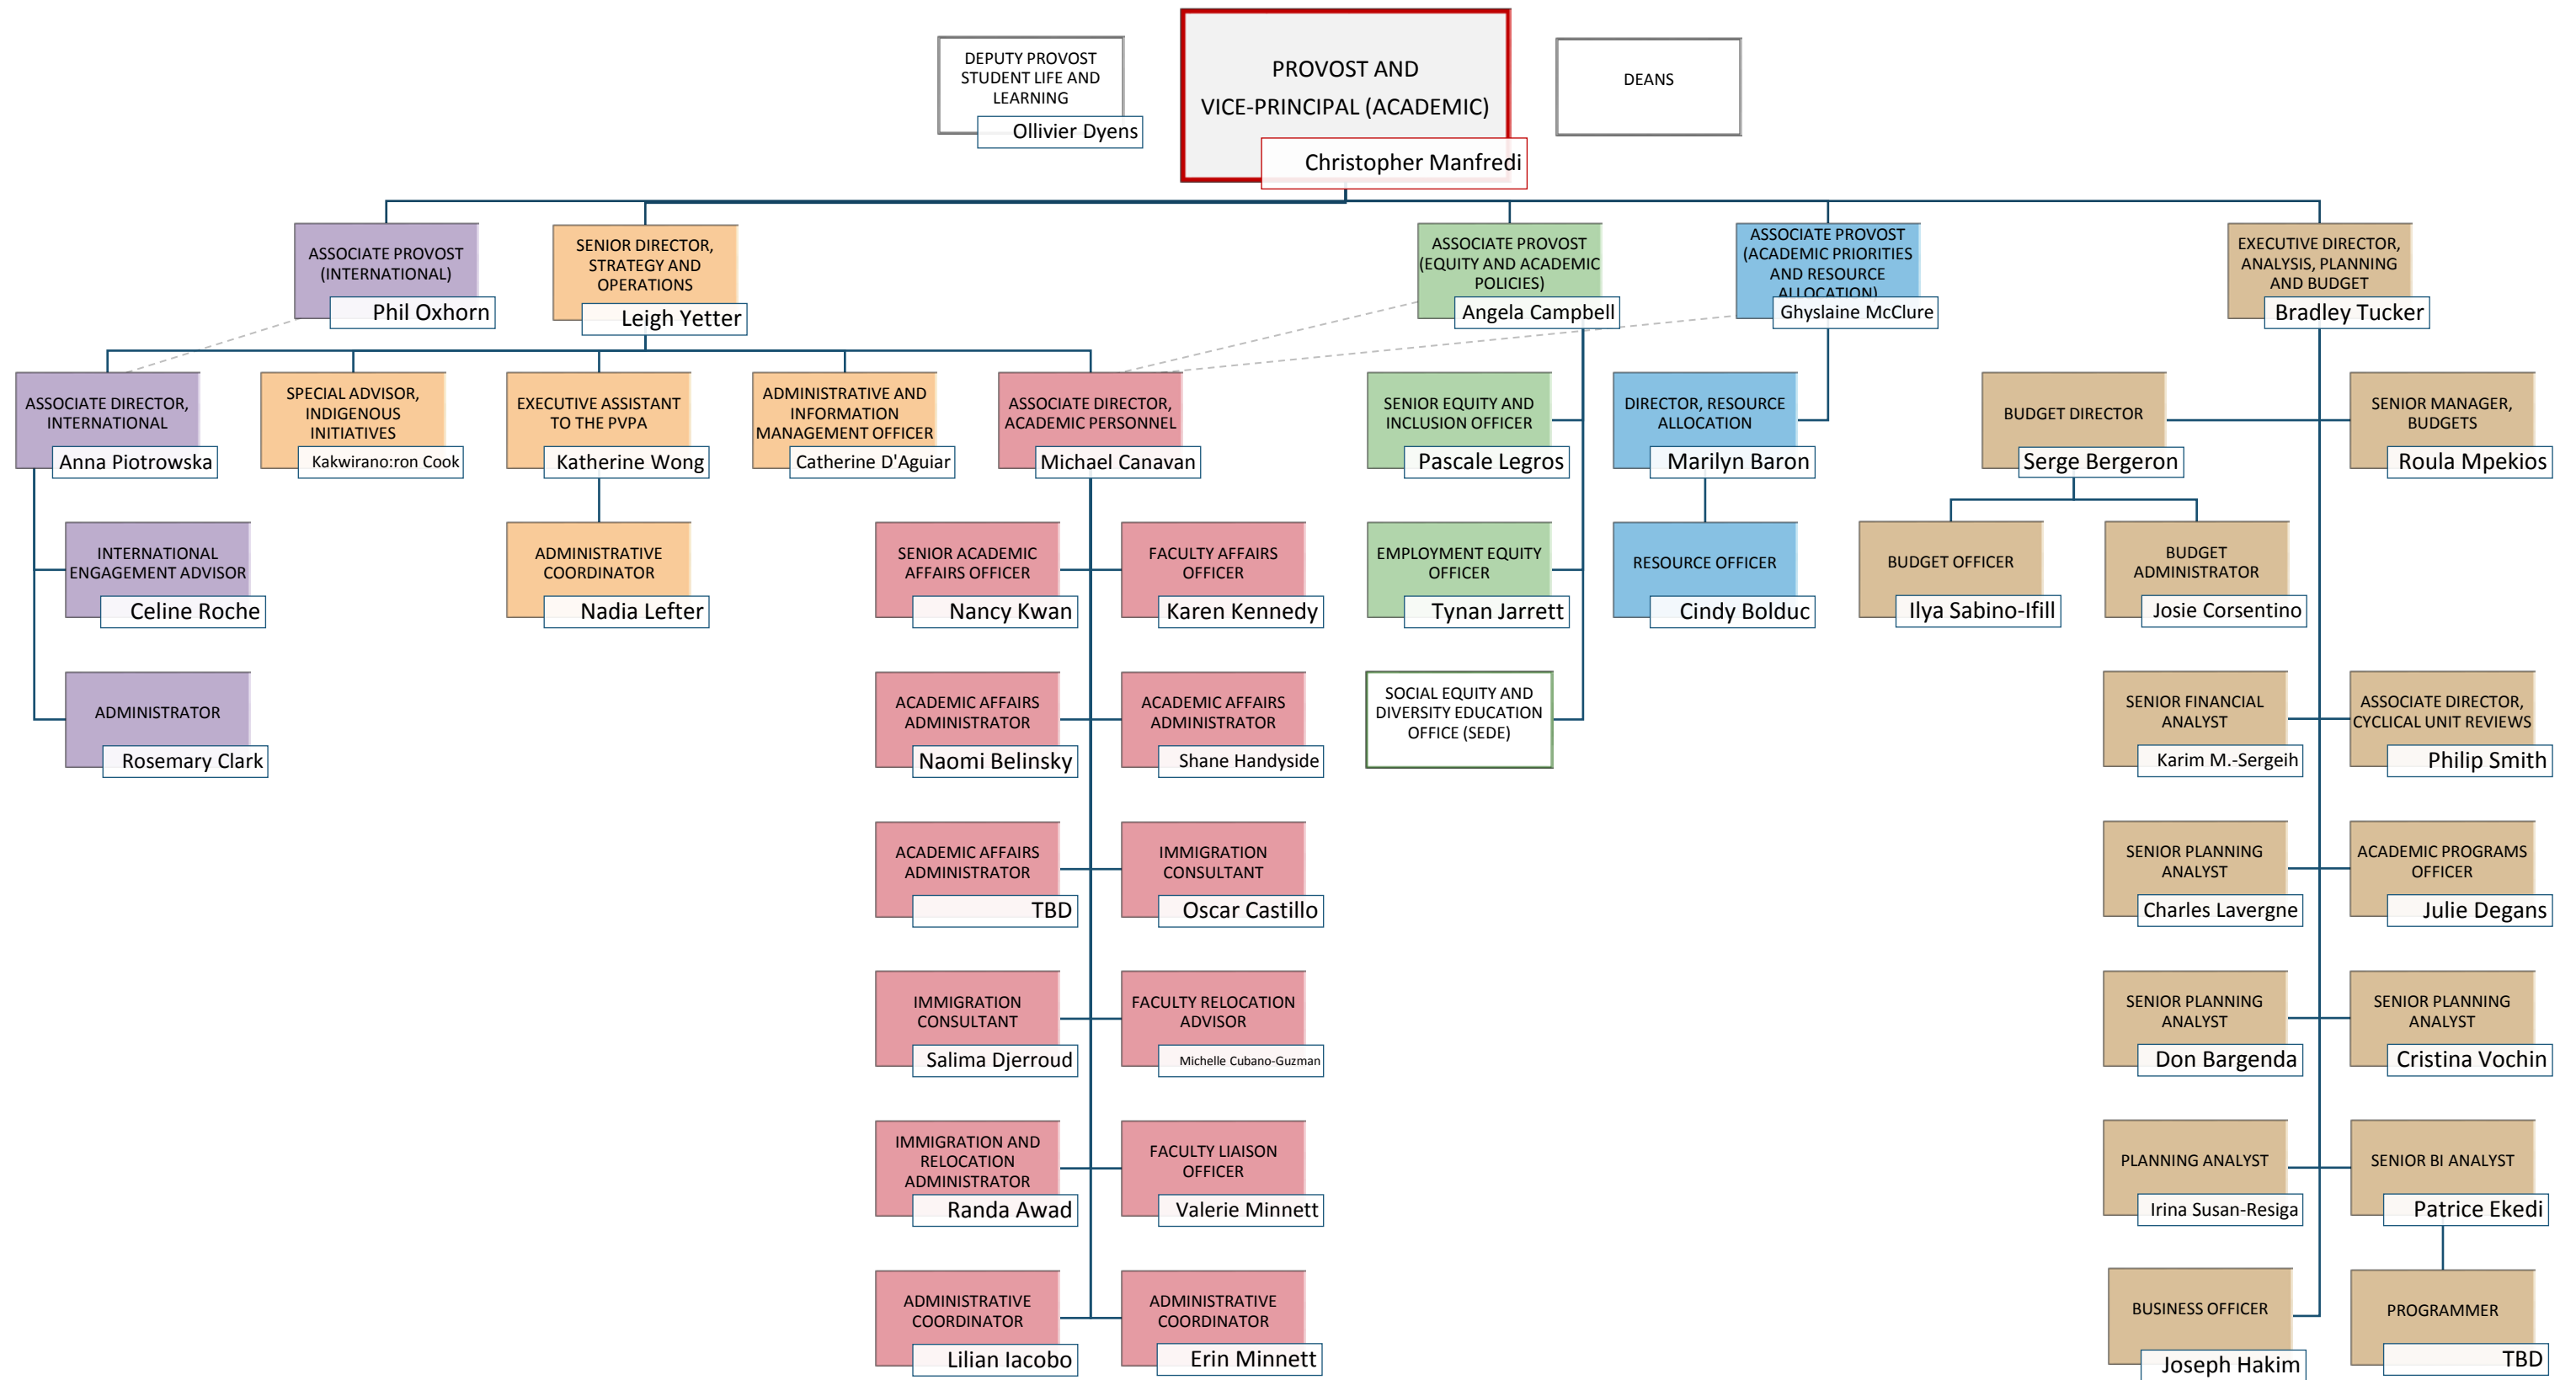 DEPUTY PROVOST
STUDENT LIFE AND
LEARNING
Ollivier Dyens
PROVOST AND
VICE-PRINCIPAL (ACADEMIC)
Christopher Manfredi
DEANS
ASSOCIATE PROVOST
(INTERNATIONAL)
Phil Oxhorn
SENIOR DIRECTOR,
STRATEGY AND
OPERATIONS
Leigh Yetter
ASSOCIATE PROVOST
(EQUITY AND ACADEMIC
POLICIES)
Angela Campbell
ASSOCIATE PROVOST
(ACADEMIC PRIORITIES
AND RESOURCE
ALLOCATION)
Ghyslaine McClure
EXECUTIVE DIRECTOR,
ANALYSIS, PLANNING
AND BUDGET
Bradley Tucker
ASSOCIATE DIRECTOR,
INTERNATIONAL
Anna Piotrowska
SPECIAL ADVISOR,
INDIGENOUS
INITIATIVES
Kakwirano:ron Cook
EXECUTIVE ASSISTANT
TO THE PVPA
Katherine Wong
ADMINISTRATIVE AND
INFORMATION
MANAGEMENT OFFICER
Catherine D'Aguiar
ASSOCIATE DIRECTOR,
ACADEMIC PERSONNEL
Michael Canavan
SENIOR EQUITY AND
INCLUSION OFFICER
Pascale Legros
DIRECTOR, RESOURCE
ALLOCATION
Marilyn Baron
BUDGET DIRECTOR
Serge Bergeron
SENIOR MANAGER,
BUDGETS
Roula Mpekios
INTERNATIONAL
ENGAGEMENT ADVISOR
Celine Roche
ADMINISTRATIVE
COORDINATOR
Nadia Lefter
SENIOR ACADEMIC
AFFAIRS OFFICER
Nancy Kwan
FACULTY AFFAIRS
OFFICER
Karen Kennedy
EMPLOYMENT EQUITY
OFFICER
Tynan Jarrett
RESOURCE OFFICER
Cindy Bolduc
BUDGET OFFICER
Ilya Sabino-Ifill
BUDGET
ADMINISTRATOR
Josie Corsentino
ADMINISTRATOR
Rosemary Clark
ACADEMIC AFFAIRS
ADMINISTRATOR
Naomi Belinsky
ACADEMIC AFFAIRS
ADMINISTRATOR
Shane Handyside
SOCIAL EQUITY AND
DIVERSITY EDUCATION
OFFICE (SEDE)
SENIOR FINANCIAL
ANALYST
Karim M.-Sergeih
ASSOCIATE DIRECTOR,
CYCLICAL UNIT REVIEWS
Philip Smith
ACADEMIC AFFAIRS
ADMINISTRATOR
TBD
IMMIGRATION
CONSULTANT
Oscar Castillo
SENIOR PLANNING
ANALYST
Charles Lavergne
ACADEMIC PROGRAMS
OFFICER
Julie Degans
IMMIGRATION
CONSULTANT
Salima Djerroud
FACULTY RELOCATION
ADVISOR
Michelle Cubano-Guzman
SENIOR PLANNING
ANALYST
Don Bargenda
SENIOR PLANNING
ANALYST
Cristina Vochin
IMMIGRATION AND
RELOCATION
ADMINISTRATOR
Randa Awad
FACULTY LIAISON
OFFICER
Valerie Minnett
PLANNING ANALYST
Irina Susan-Resiga
SENIOR BI ANALYST
Patrice Ekedi
ADMINISTRATIVE
COORDINATOR
Lilian Iacobo
ADMINISTRATIVE
COORDINATOR
Erin Minnett
BUSINESS OFFICER
Joseph Hakim
PROGRAMMER
TBD